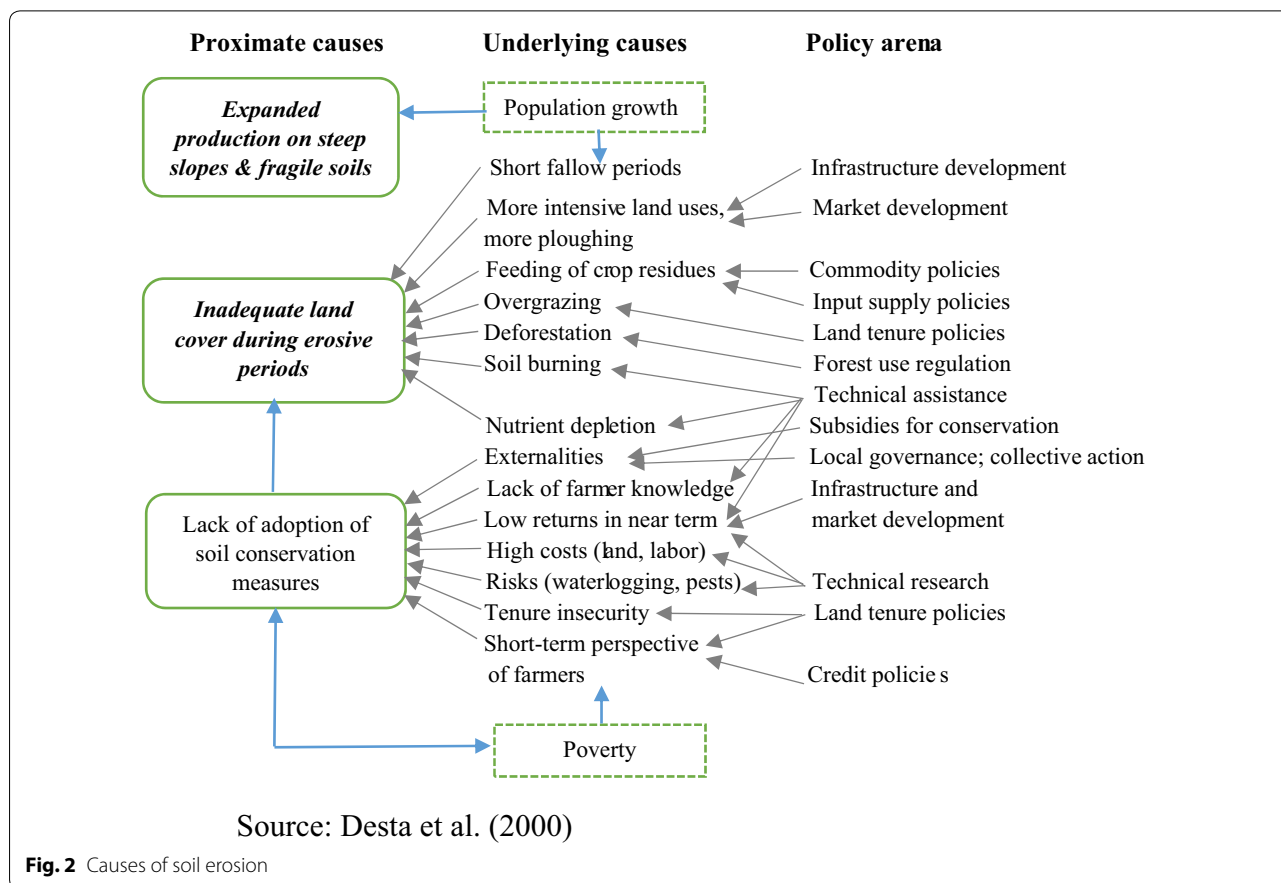 Proximate causes
Underlying causes
Policy arena
Expanded
production on steep
slopes & fragile soils
Population growth
Short fallow periods
Infrastructure development
More intensive land uses,
more ploughing
Market development
Feeding of crop residues
Commodity policies
Input supply policies
Inadequate land
cover during erosive
periods
Overgrazing
Land tenure policies
Deforestation
Forest use regulation
Soil burning
Technical assistance
Nutrient depletion
Subsidies for conservation
Externalities
Local governance; collective action
Lack of farmer knowledge
Infrastructure and
market development
Lack of adoption of
soil conservation
measures
Low returns in near term
High costs (land, labor)
Risks (waterlogging, pests)
Technical research
Tenure insecurity
Land tenure policies
Short-term perspective
of farmers
Credit policies
Poverty
Source: Desta et al. (2000)
Fig. 2 Causes of soil erosion